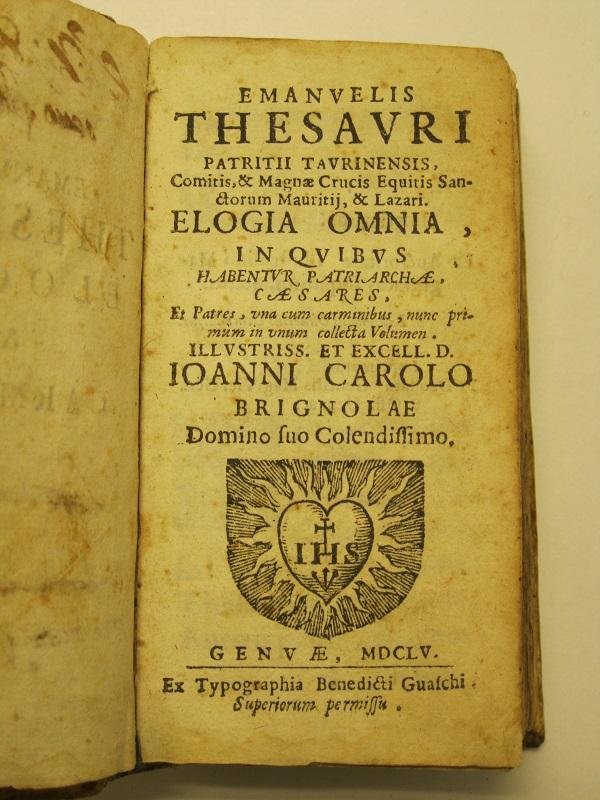 EMANVELIS
THESAVRI
PATRITII TAVRINENSIS,
Comitis, & Magnæ Crucis Equitis San-
ctorum Mauritij, & Lazari.
ELOGIA OMNIA,
IN QVIBVS
HABENTVR PATRIARCHÆ,
CÆSARES,
Et Patres, vna cum carminibus, nunc pri-
mùm in vnum collecta Volumen.
ILLVSTRISS. ET EXCELL. D.
IOANNI CAROLO
BRIGNOLAE
Domino ſuo Colendiſſimo.
IHS
GENVÆ, MDCLV.
Ex Typographia Benedicti Guaſchi.
Superiorum permiſſu.